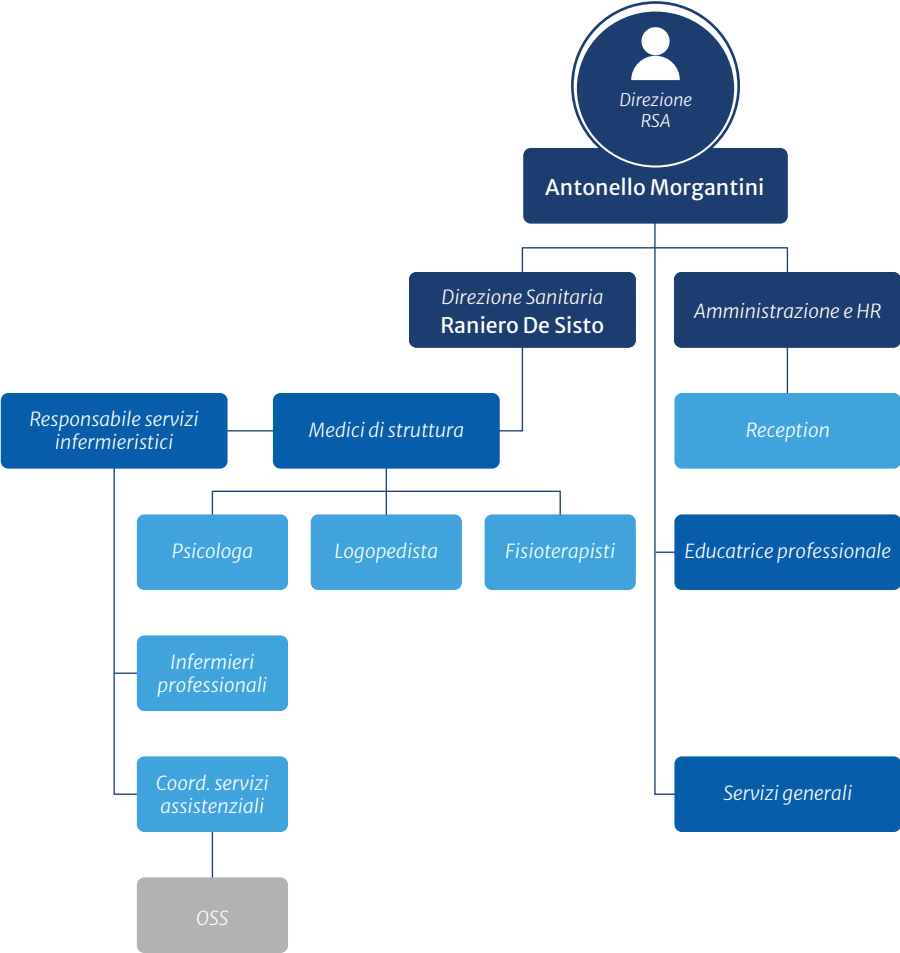 Direzione
RSA
Antonello Morgantini
Direzione Sanitaria
Raniero De Sisto
Amministrazione e HR
Responsabile servizi
infermieristici
Medici di struttura
Reception
Psicologa
Logopedista
Fisioterapisti
Educatrice professionale
Infermieri
professionali
Coord. servizi
assistenziali
Servizi generali
OSS